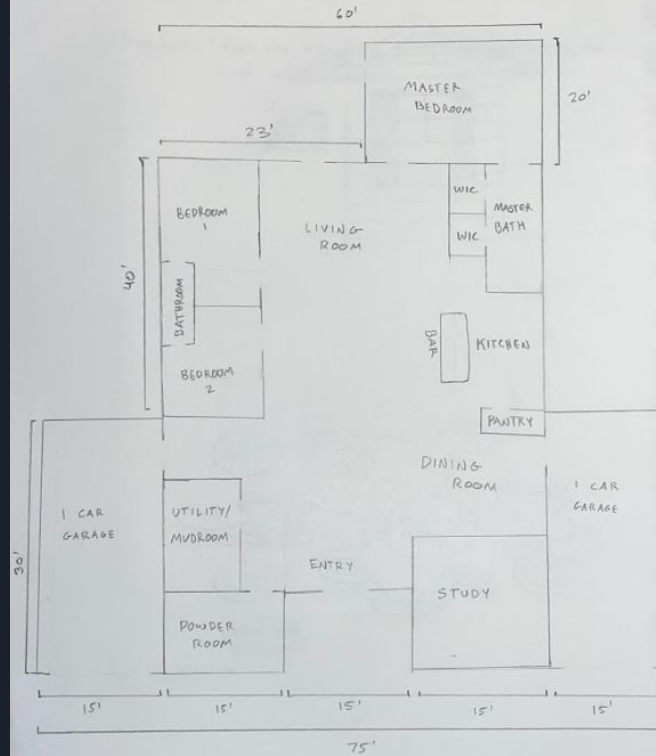 60'
MASTER
BEDROOM
20'
23'
BEDROOM
1
LIVING
ROOM
WIC
WIC
MASTER
BATH
40'
BATHROOM
BAR
KITCHEN
BEDROOM
2
PANTRY
DINING
ROOM
1 CAR
GARAGE
UTILITY/
MUDROOM
1 CAR
GARAGE
30'
ENTRY
STUDY
POWDER
ROOM
15'
15'
15'
15'
15'
75'